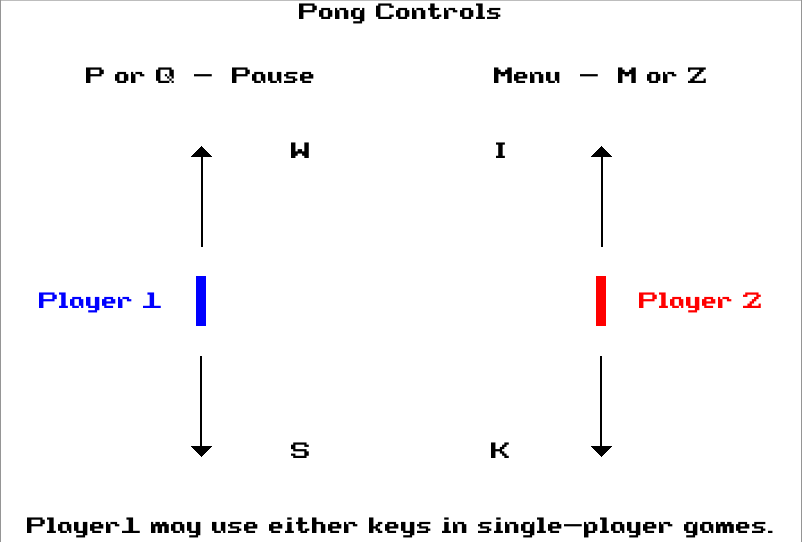 Pong Controls
P or Q - Pause
Menu - M or Z
W
I
Player 1
Player 2
S
K
Player1 may use either keys in single-player games.